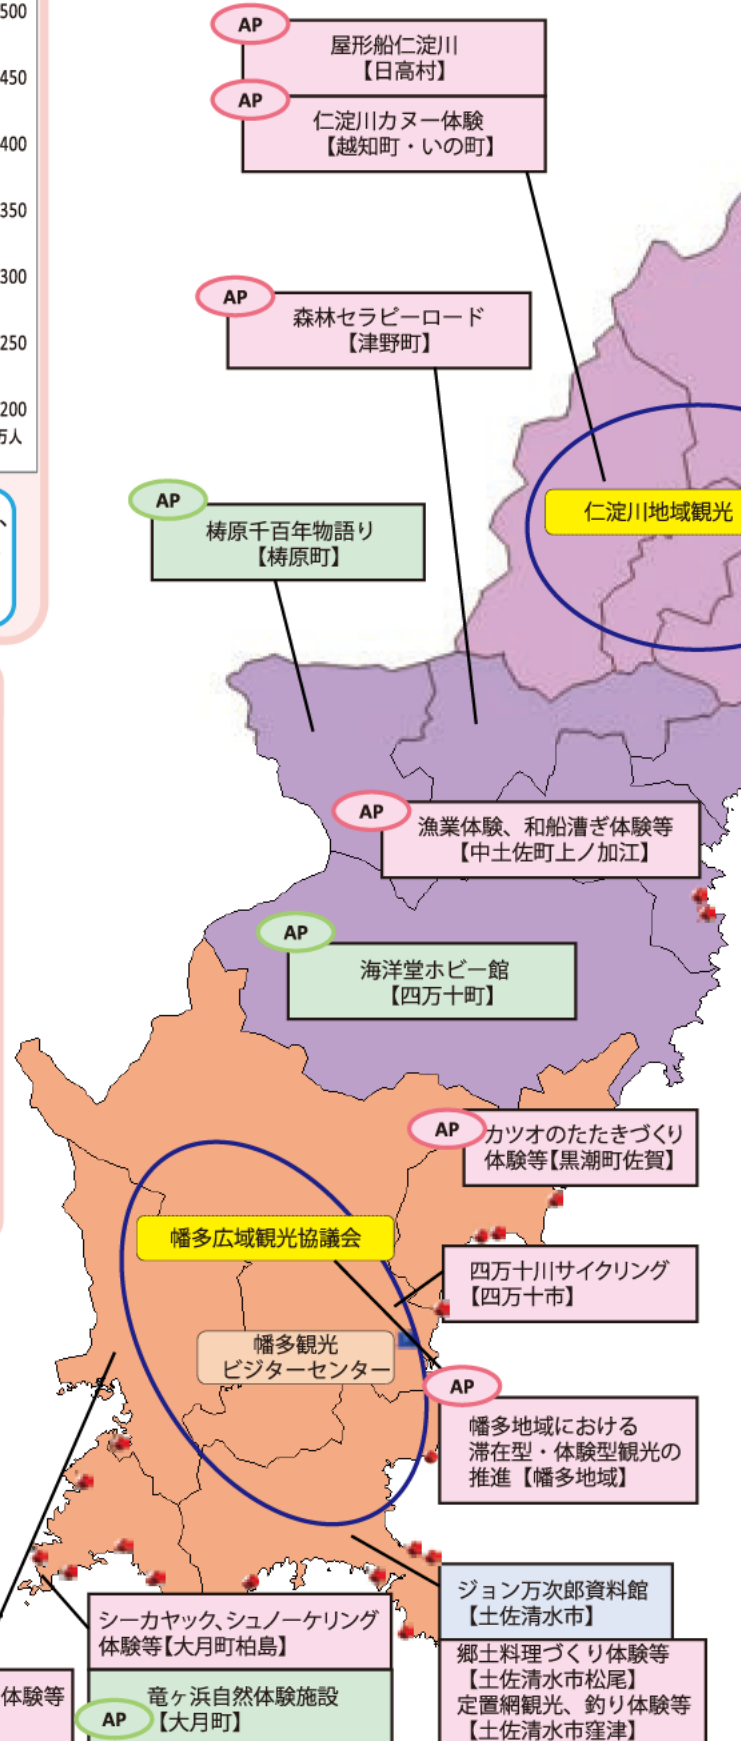 500
450
400
350
300
250
200
万人
、
AP
屋形船仁淀川
【日高村】
AP
仁淀川カヌー体験
【越知町・いの町】
AP
森林セラピーロード
【津野町】
仁淀川地域観光
AP
梼原千百年物語り
【梼原町】
AP
漁業体験、和船漕ぎ体験等
【中土佐町上ノ加江】
AP
海洋堂ホビー館
【四万十町】
AP
カツオのたたきづくり
体験等【黒潮町佐賀】
幡多広域観光協議会
四万十川サイクリング
【四万十市】
幡多観光
ビジターセンター
AP
幡多地域における
滞在型・体験型観光の
推進【幡多地域】
ジョン万次郎資料館
【土佐清水市】
シーカヤック、シュノーケリング
体験等【大月町柏島】
郷土料理づくり体験等
【土佐清水市松尾】
定置網観光、釣り体験等
【土佐清水市窪津】
体験等
竜ヶ浜自然体験施設
AP
【大月町】